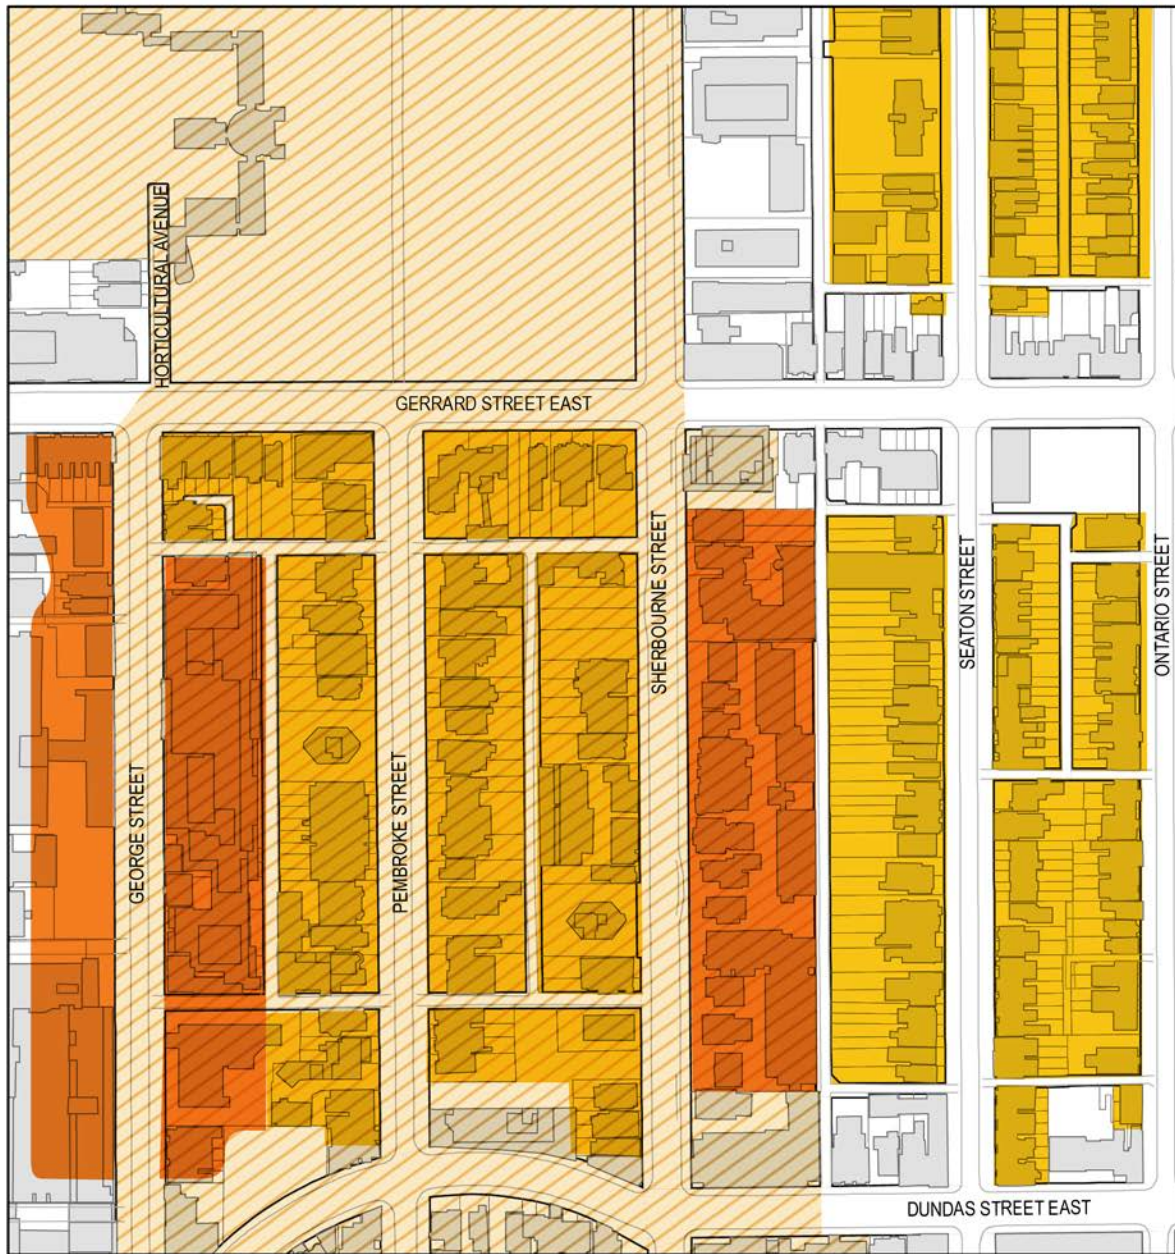 HORTICULTURAL AVENUE
GERRARD STREET EAST
SHERBOURNE STREET
SEATON STREET
ONTARIO STREET
GEORGE STREET
PEMBROKE STREET
DUNDAS STREET EAST